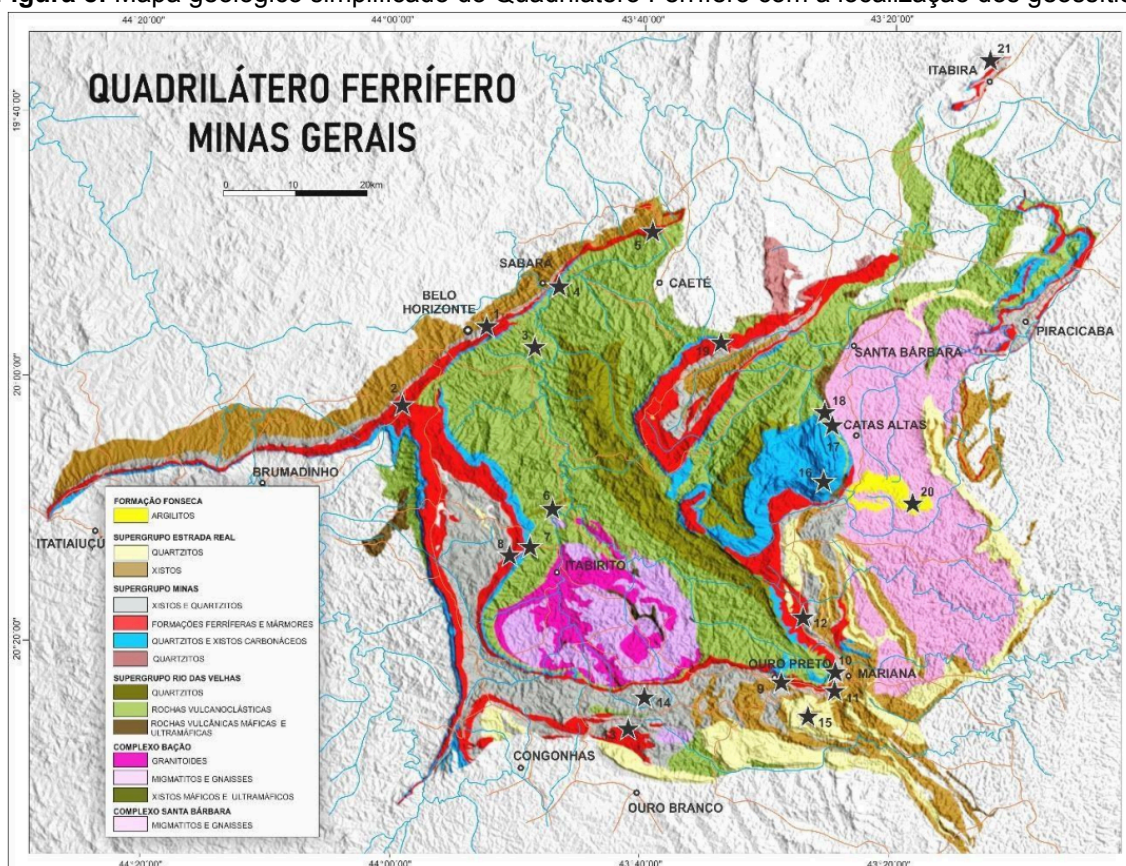 Figura 3: Mapa geológico simplificado do Quadrilátero Ferrífero com a localização dos geossítio
44°20'00" 44°00'00" 43°40'00" 43°20'00"
QUADRILÁTERO FERRÍFERO
MINAS GERAIS
0 10 20km
19°40'00"
20°00'00"
20°20'00"
21
ITABIRA
5
SABARÁ
14
CAETÉ
BELO
HORIZONTE
1
3
19
PIRACICABA
SANTA BÁRBARA
2
18
CATAS ALTAS
17
BRUMADINHO
16
20
6
ITATIAIUÇÚ
7
8
ITABIRITO
12
OURO PRETO
10
MARIANA
9
11
14
15
13
CONGONHAS
OURO BRANCO
FORMAÇÃO FONSECA
ARGILITOS
SUPERGRUPO ESTRADA REAL
QUARTZITOS
XISTOS
SUPERGRUPO MINAS
XISTOS E QUARTZITOS
FORMAÇÕES FERRÍFERAS E MÁRMORES
QUARTZITOS E XISTOS CARBONÁCEOS
QUARTZITOS
SUPERGRUPO RIO DAS VELHAS
QUARTZITOS
ROCHAS VULCANOCLÁSTICAS
ROCHAS VULCÂNICAS MÁFICAS E
ULTRAMÁFICAS
COMPLEXO BAÇÃO
GRANITOIDES
MIGMATITOS E GNAISSES
XISTOS MÁFICOS E ULTRAMÁFICOS
COMPLEXO SANTA BÁRBARA
MIGMATITOS E GNAISSES
44°20'00" 44°00'00" 43°40'00" 43°20'00"